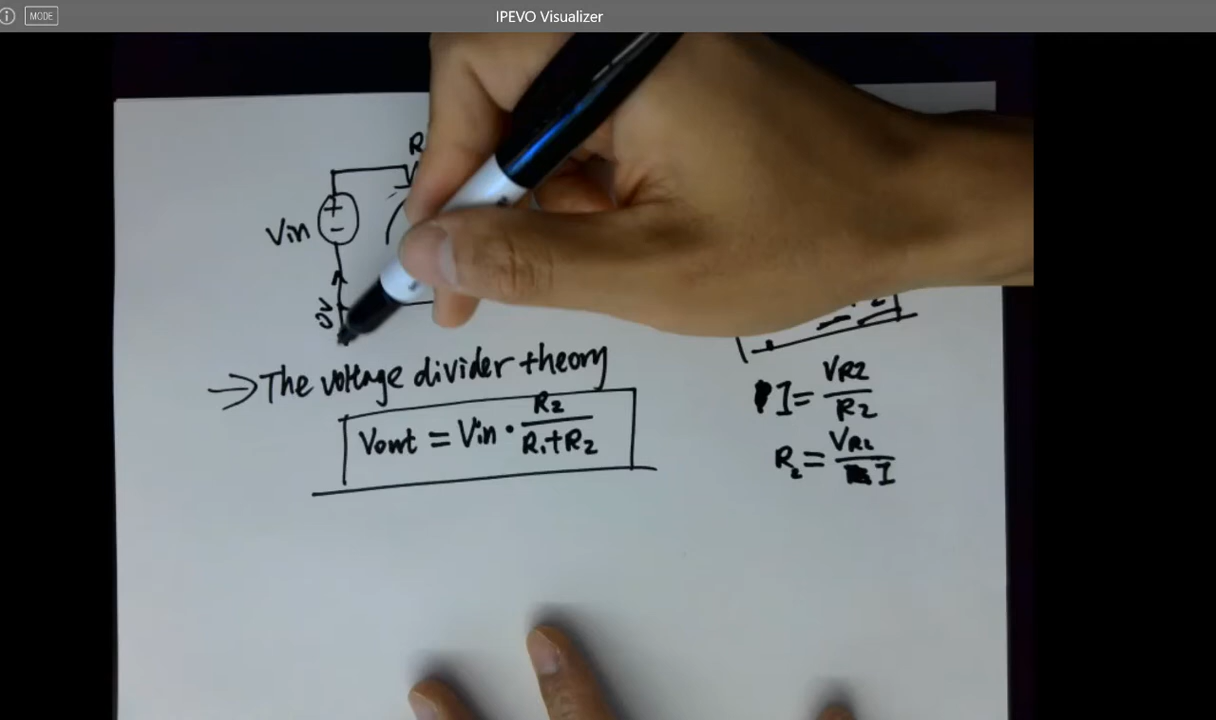 MODE
IPEVO Visualizer
R
Vin
+
-
0V
→ The voltage divider theory
Vout = Vin · R2 / R1+R2
I = VR2 / R2
R2 = VR2 / I